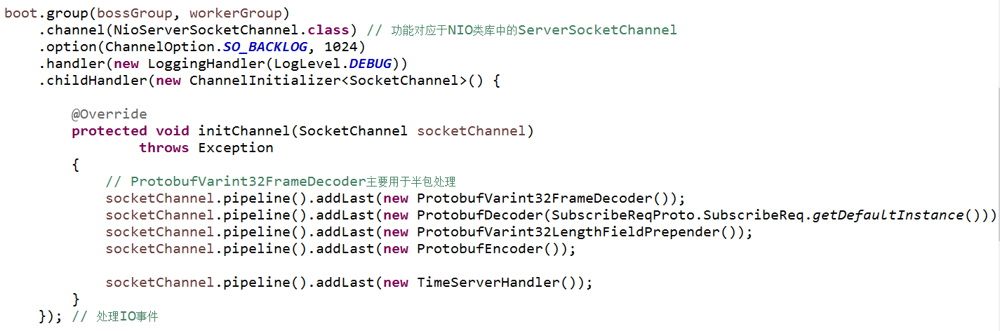 boot.group(bossGroup, workerGroup)
.channel(NioServerSocketChannel.class) // 功能对应于NIO类库中的ServerSocketChannel
.option(ChannelOption.SO_BACKLOG, 1024)
.handler(new LoggingHandler(LogLevel.DEBUG))
.childHandler(new ChannelInitializer<SocketChannel>() {
@Override
protected void initChannel(SocketChannel socketChannel)
throws Exception
{
// ProtobufVarint32FrameDecoder主要用于半包处理
socketChannel.pipeline().addLast(new ProtobufVarint32FrameDecoder());
socketChannel.pipeline().addLast(new ProtobufDecoder(SubscribeReqProto.SubscribeReq.getDefaultInstance()))
socketChannel.pipeline().addLast(new ProtobufVarint32LengthFieldPrepender());
socketChannel.pipeline().addLast(new ProtobufEncoder());
socketChannel.pipeline().addLast(new TimeServerHandler());
}
}); // 处理IO事件